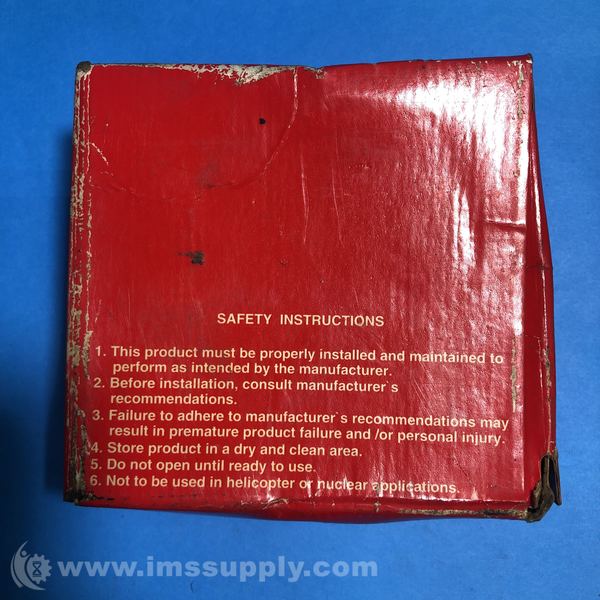 SAFETY INSTRUCTIONS
1. This product must be properly installed and maintained to
perform as intended by the manufacturer.
2. Before installation, consult manufacturer`s
recommendations.
3. Failure to adhere to manufacturer`s recommendations may
result in premature product failure and /or personal injury.
4. Store product in a dry and clean area.
5. Do not open until ready to use.
6. Not to be used in helicopter or nuclear applications.
www.imssupply.com